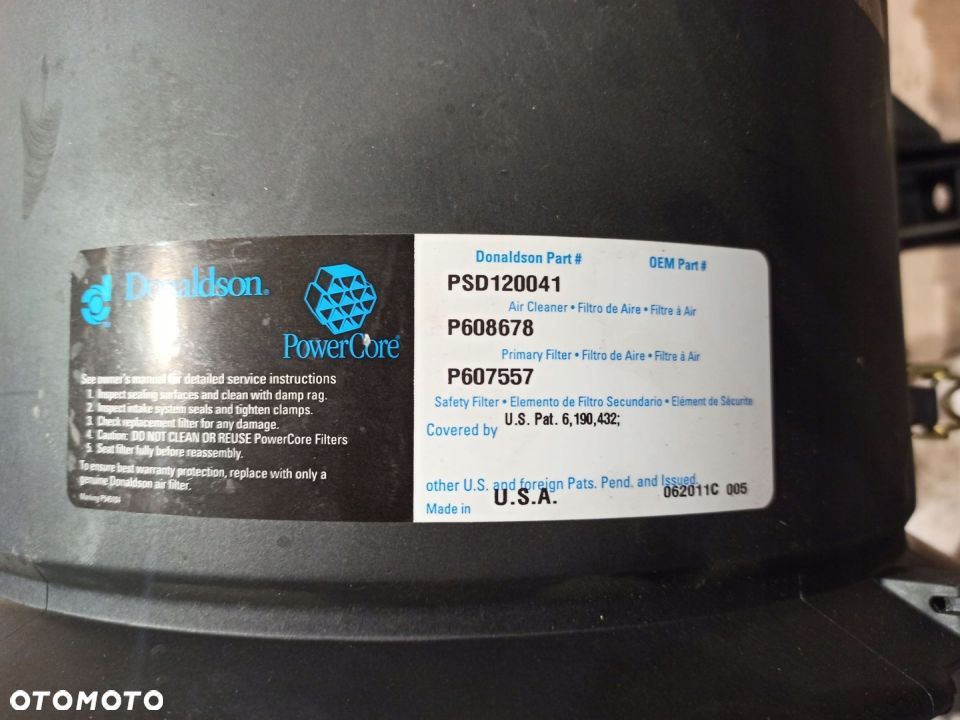 Donaldson®
PowerCore®
See owner's manual for detailed service instructions
1. Inspect sealing surfaces and clean with damp rag.
2. Inspect intake system seals and tighten clamps.
3. Check replacement filter for any damage.
4. Caution: DO NOT CLEAN OR REUSE PowerCore Filters
5. Seat filter fully before reassembly.
To ensure best warranty protection, replace with only a
genuine Donaldson air filter.
Donaldson Part # OEM Part #
PSD120041
Air Cleaner • Filtro de Aire • Filtre à Air
P608678
Primary Filter • Filtro de Aire • Filtre à Air
P607557
Safety Filter • Elemento de Filtro Secundario • Elément de Sécurite
U.S. Pat. 6,190,432;
Covered by
other U.S. and foreign Pats. Pend. and Issued.
Made in U.S.A. 062011C 005
OTOMOTO